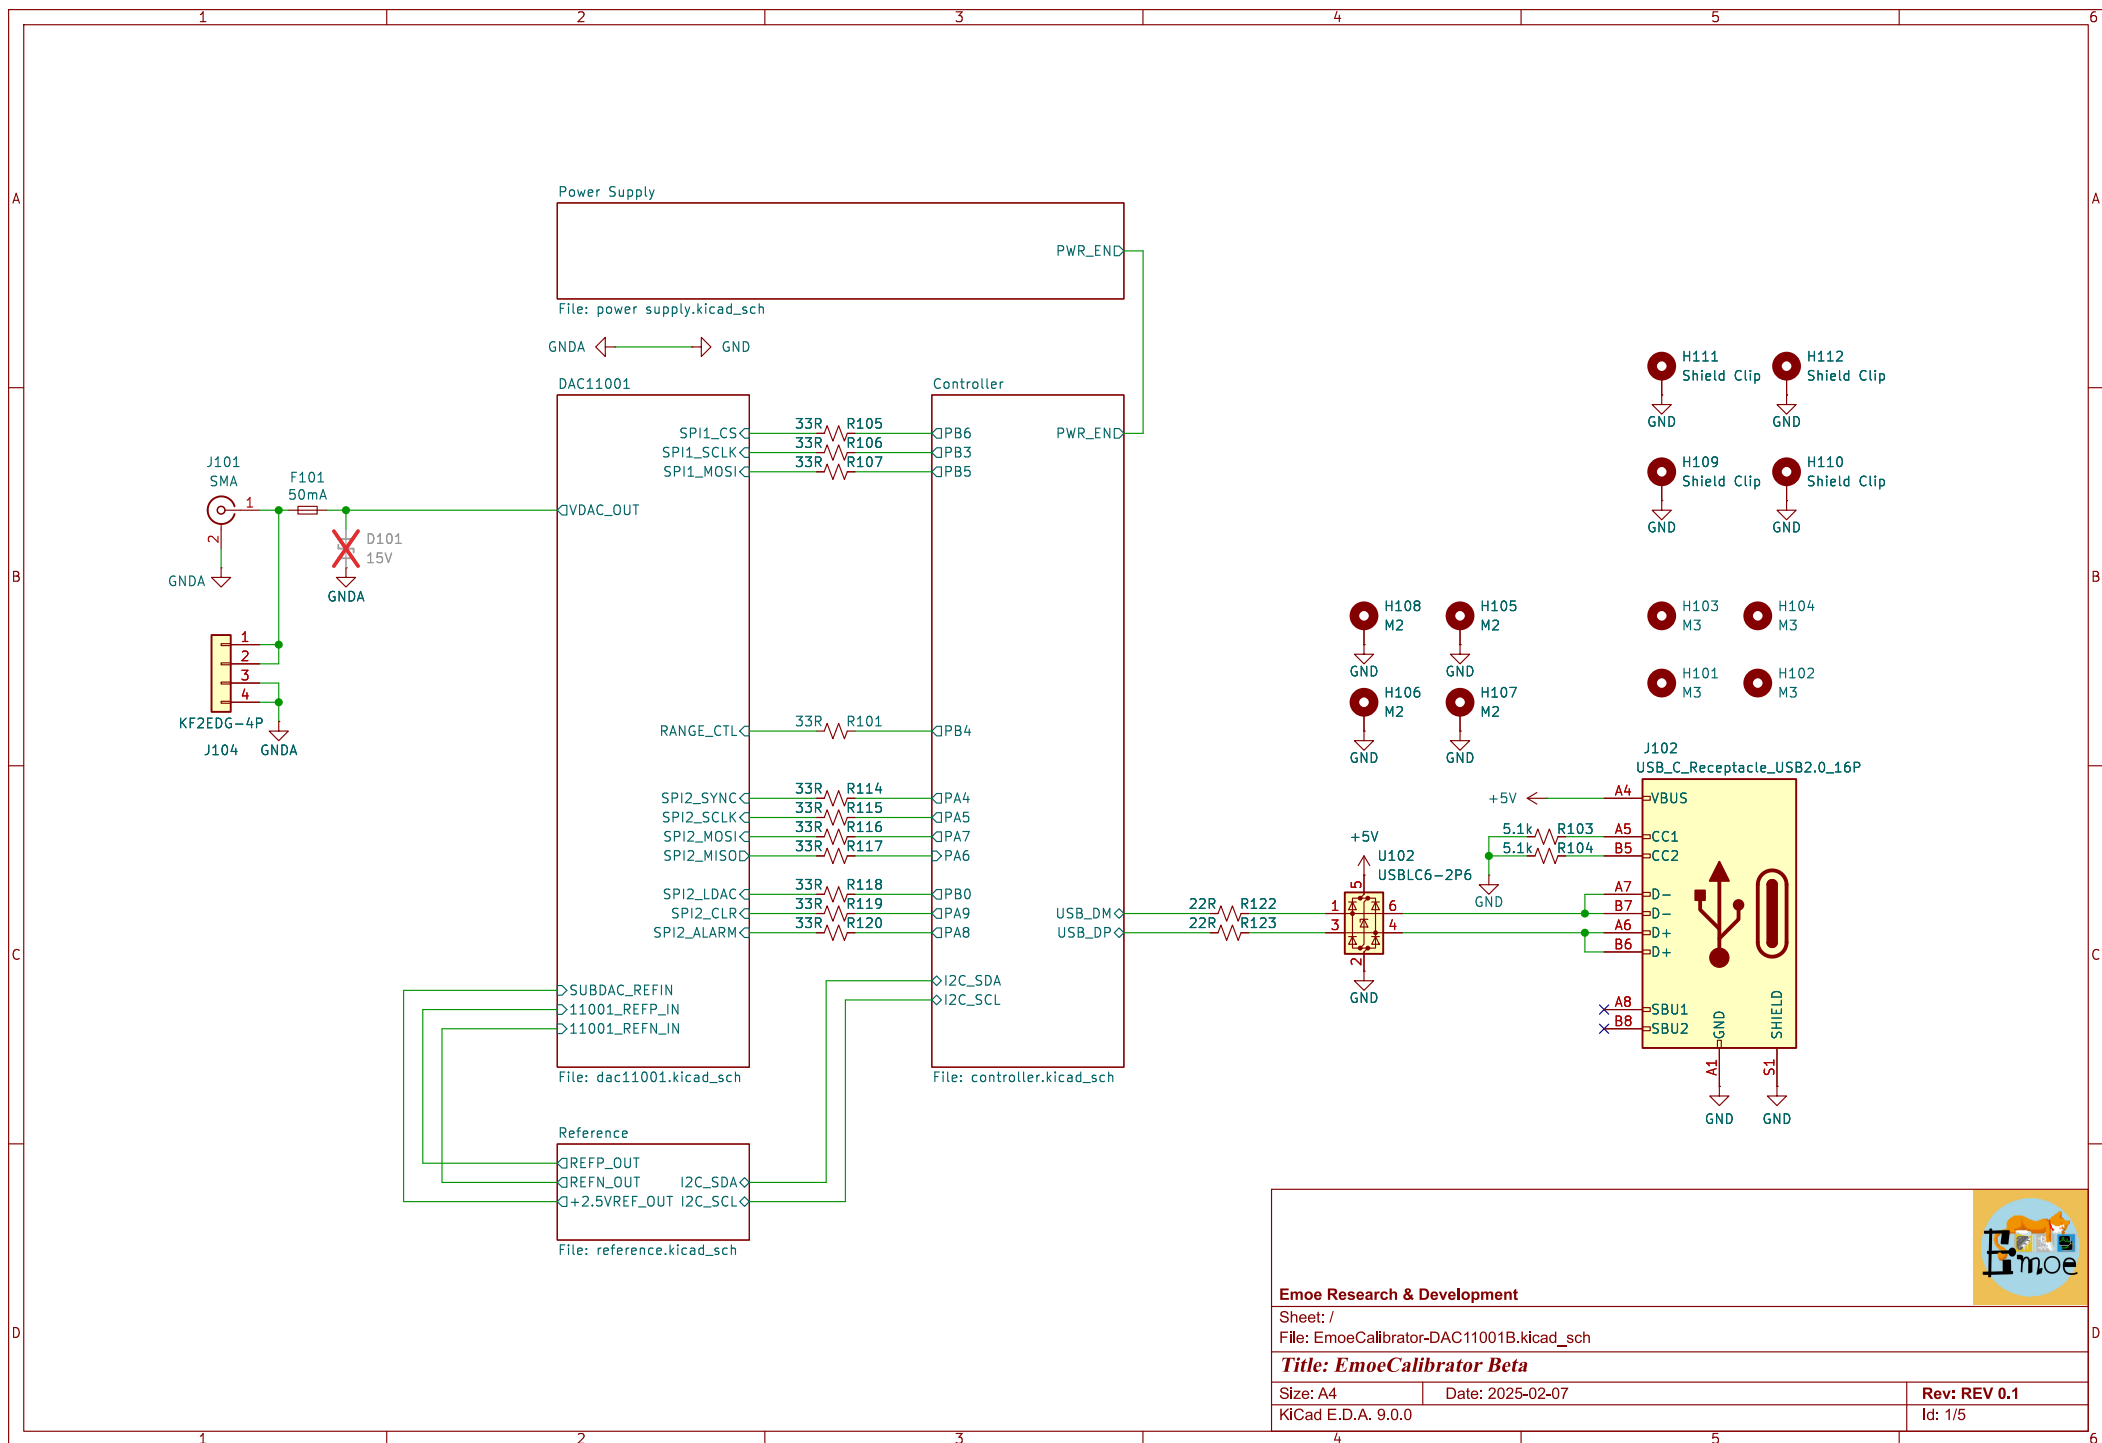 1 2 3 4 5 6
A A
Power Supply
PWR_EN
File: power supply.kicad_sch
GNDA GND
DAC11001
SPI1_CS
SPI1_SCLK
SPI1_MOSI
VDAC_OUT
RANGE_CTL
SPI2_SYNC
SPI2_SCLK
SPI2_MOSI
SPI2_MISO
SPI2_LDAC
SPI2_CLR
SPI2_ALARM
SUBDAC_REFIN
11001_REFP_IN
11001_REFN_IN
File: dac11001.kicad_sch
33R R105
33R R106
33R R107
33R R101
33R R114
33R R115
33R R116
33R R117
33R R118
33R R119
33R R120
Controller
PB6 PWR_EN
PB3
PB5
PB4
PA4
PA5
PA7
PA6
PB0
PA9 USB_DM
PA8 USB_DP
I2C_SDA
I2C_SCL
File: controller.kicad_sch
J101
SMA
1
2
GNDA
F101
50mA
D101
15V
GNDA
B B
1
2
3
4
KF2EDG-4P
J104 GNDA
Reference
REFP_OUT
REFN_OUT I2C_SDA
+2.5VREF_OUT I2C_SCL
File: reference.kicad_sch
H111
Shield Clip
GND
H112
Shield Clip
GND
H109
Shield Clip
GND
H110
Shield Clip
GND
H108
M2
GND
H105
M2
GND
H106
M2
GND
H107
M2
GND
H103
M3
H104
M3
H101
M3
H102
M3
22R R122
22R R123
+5V
U102
USBLC6-2P6
5
1 6
3 4
2
GND
J102
USB_C_Receptacle_USB2.0_16P
+5V A4 VBUS
5.1k R103 A5 CC1
5.1k R104 B5 CC2
GND
A7 D-
B7 D-
A6 D+
B6 D+
A8 SBU1
B8 SBU2
GND SHIELD
A1 S1
GND GND
C C
D D
Emoe
Emoe Research & Development
Sheet: /
File: EmoeCalibrator-DAC11001B.kicad_sch
Title: EmoeCalibrator Beta
Size: A4 Date: 2025-02-07 Rev: REV 0.1
KiCad E.D.A. 9.0.0 Id: 1/5
1 2 3 4 5 6